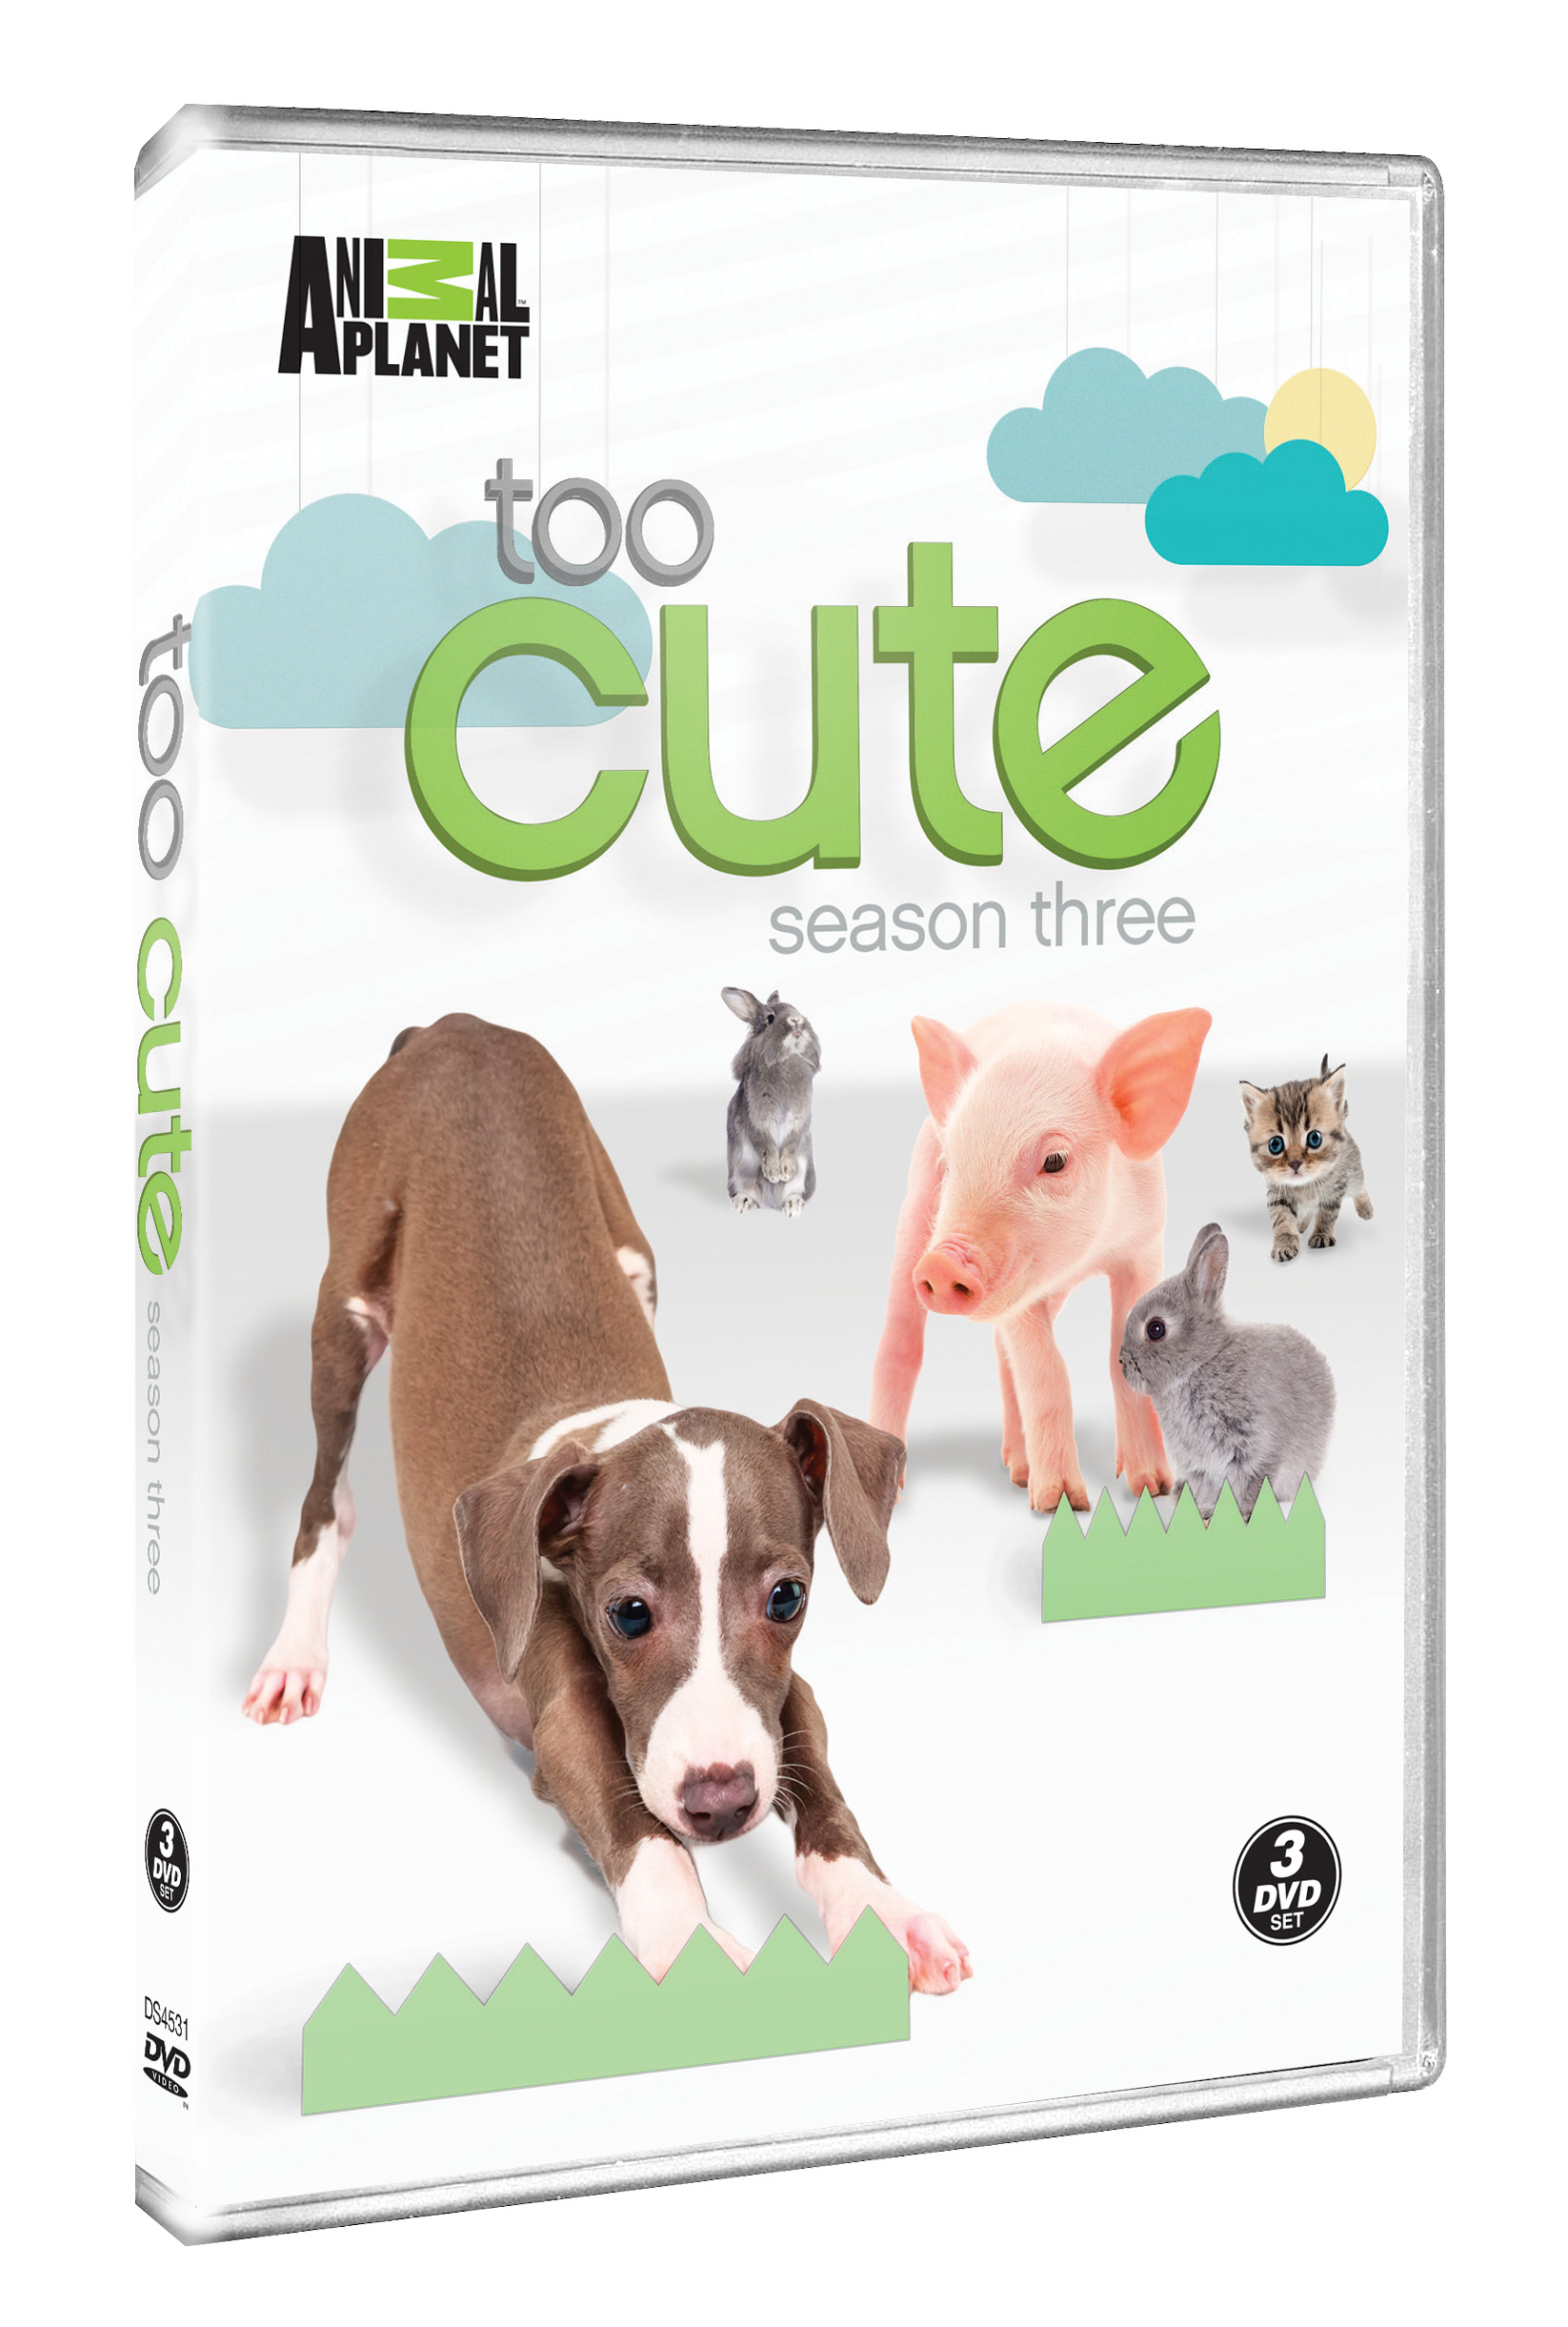 ANIMAL
PLANET
too
cute
season three
3
DVD
SET
too cute season three
3
DVD
SET
DS4531
DVD
VIDEO